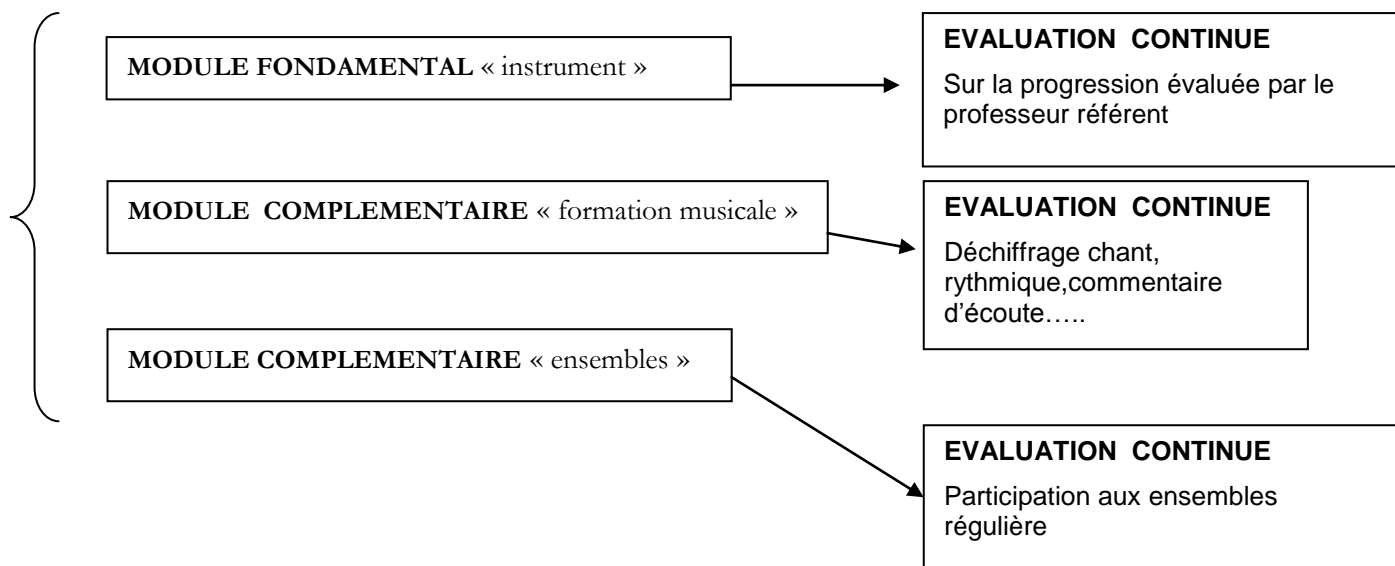 MODULE FONDAMENTAL « instrument »
EVALUATION CONTINUE
Sur la progression évaluée par le
professeur référent
MODULE COMPLEMENTAIRE « formation musicale »
EVALUATION CONTINUE
Déchiffrage chant,
rythmique,commentaire
d’écoute…..
MODULE COMPLEMENTAIRE « ensembles »
EVALUATION CONTINUE
Participation aux ensembles
régulière